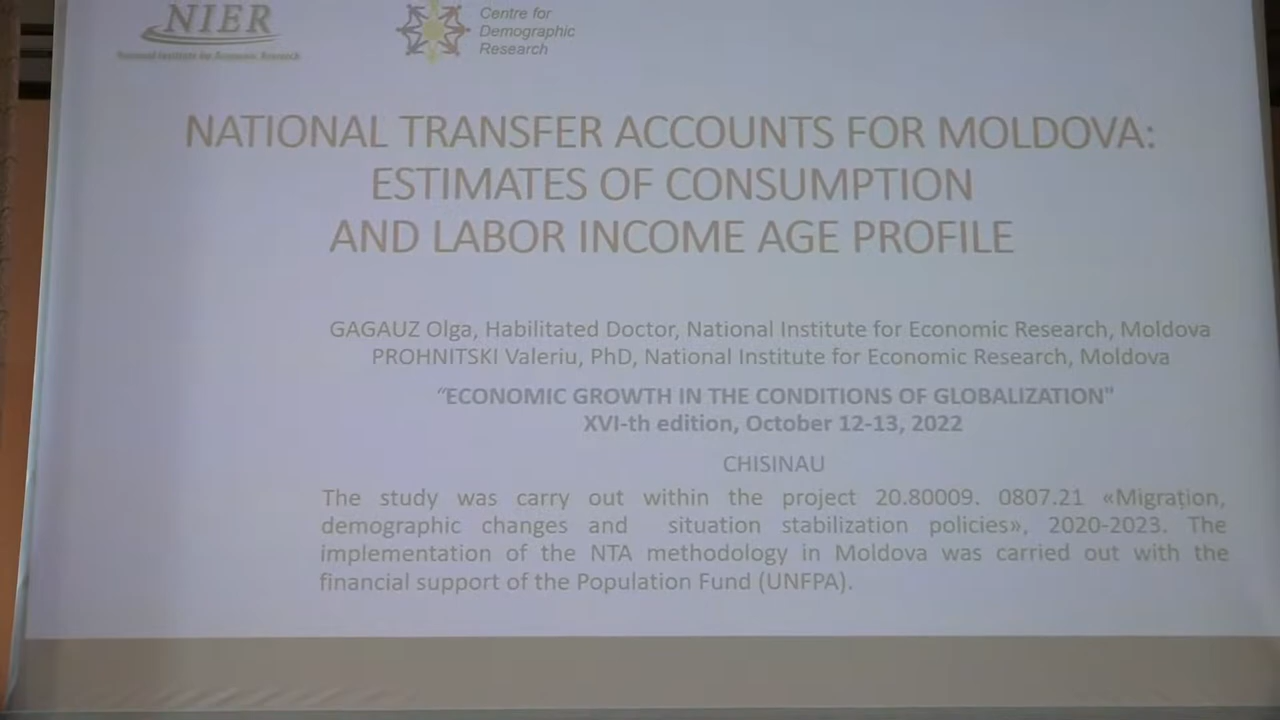 NIER
National Institute for Economic Research
Centre for
Demographic
Research
NATIONAL TRANSFER ACCOUNTS FOR MOLDOVA:
ESTIMATES OF CONSUMPTION
AND LABOR INCOME AGE PROFILE
GAGAUZ Olga, Habilitated Doctor, National Institute for Economic Research, Moldova
PROHNITSKI Valeriu, PhD, National Institute for Economic Research, Moldova
“ECONOMIC GROWTH IN THE CONDITIONS OF GLOBALIZATION"
XVI-th edition, October 12-13, 2022
CHISINAU
The study was carry out within the project 20.80009. 0807.21 «Migrațion,
demographic changes and situation stabilization policies», 2020-2023. The
implementation of the NTA methodology in Moldova was carried out with the
financial support of the Population Fund (UNFPA).